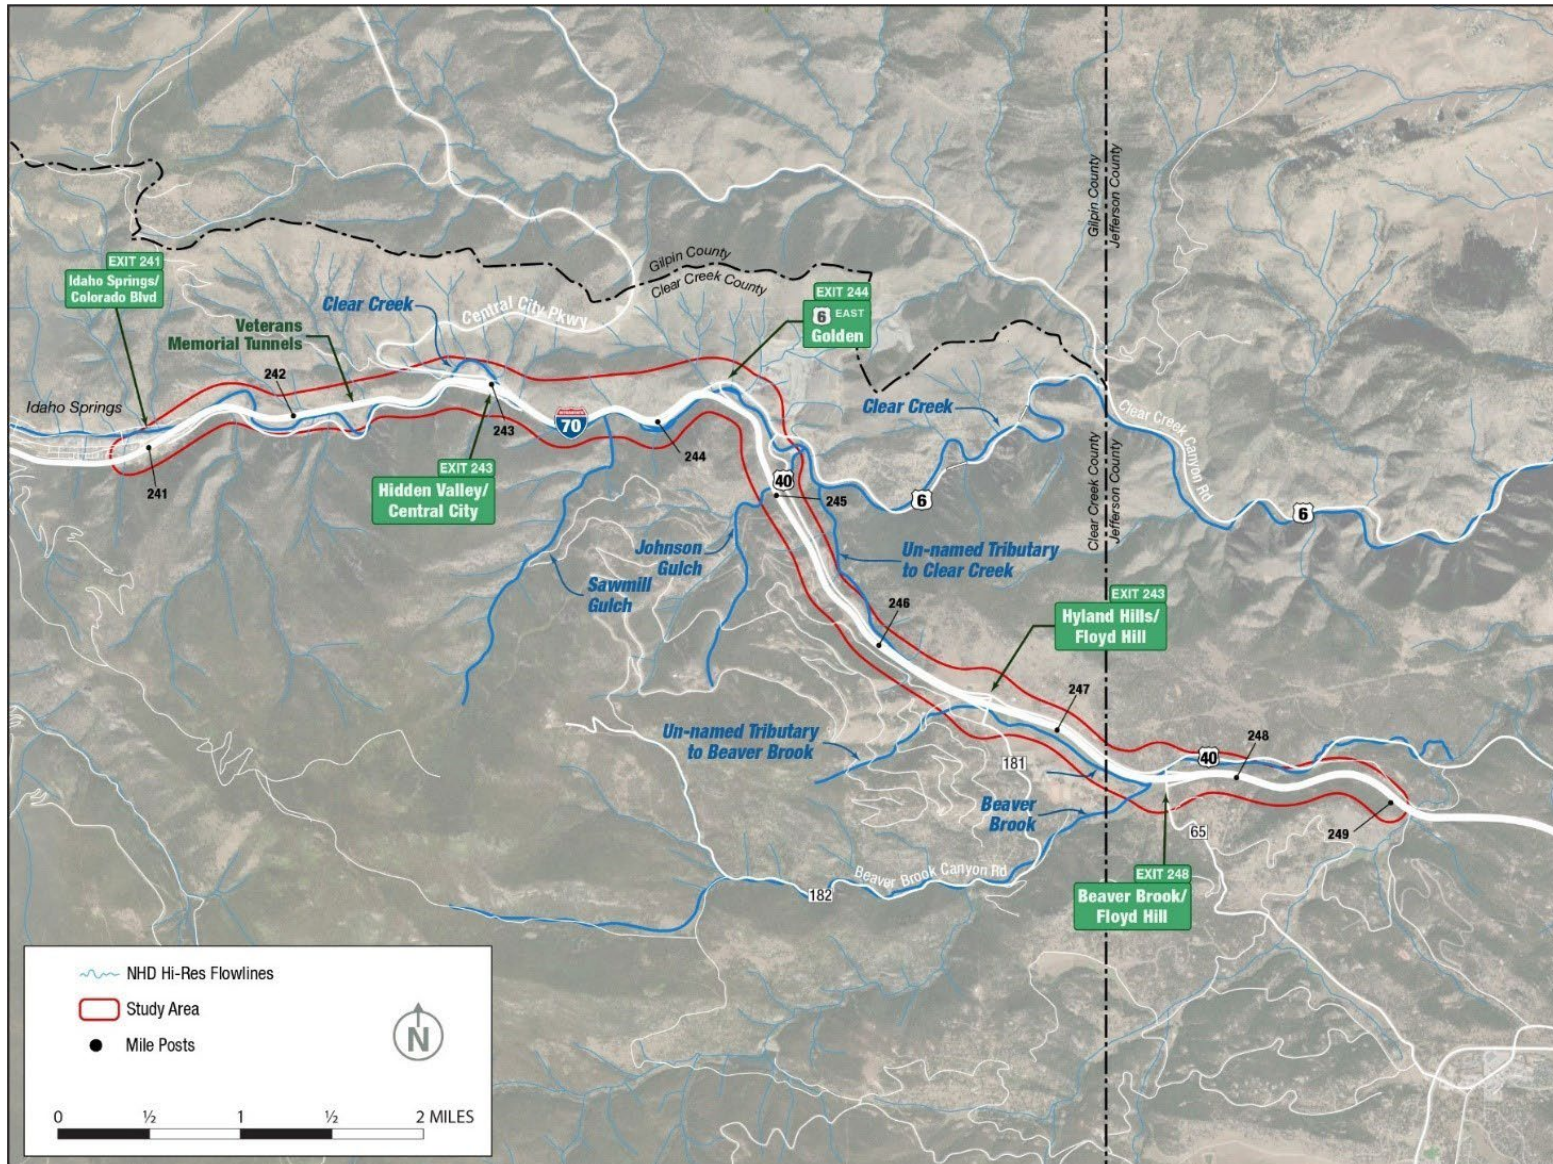 Gilpin County
Jefferson County
EXIT 241
Idaho Springs/
Colorado Blvd
Gilpin County
Clear Creek County
Clear Creek
Central City Pkwy
EXIT 244
6 EAST
Golden
Veterans
Memorial Tunnels
242
Idaho Springs
241
243
70
244
Clear Creek
Clear Creek Canyon Rd
EXIT 243
Hidden Valley/
Central City
40
245
6
6
Clear Creek County
Jefferson County
Johnson
Gulch
Sawmill
Gulch
Un-named Tributary
to Clear Creek
EXIT 243
Hyland Hills/
Floyd Hill
246
247
Un-named Tributary
to Beaver Brook
181
40
248
Beaver
Brook
65
249
Beaver Brook Canyon Rd
182
EXIT 248
Beaver Brook/
Floyd Hill
NHD Hi-Res Flowlines
Study Area
Mile Posts
N
0 ½ 1 ½ 2 MILES